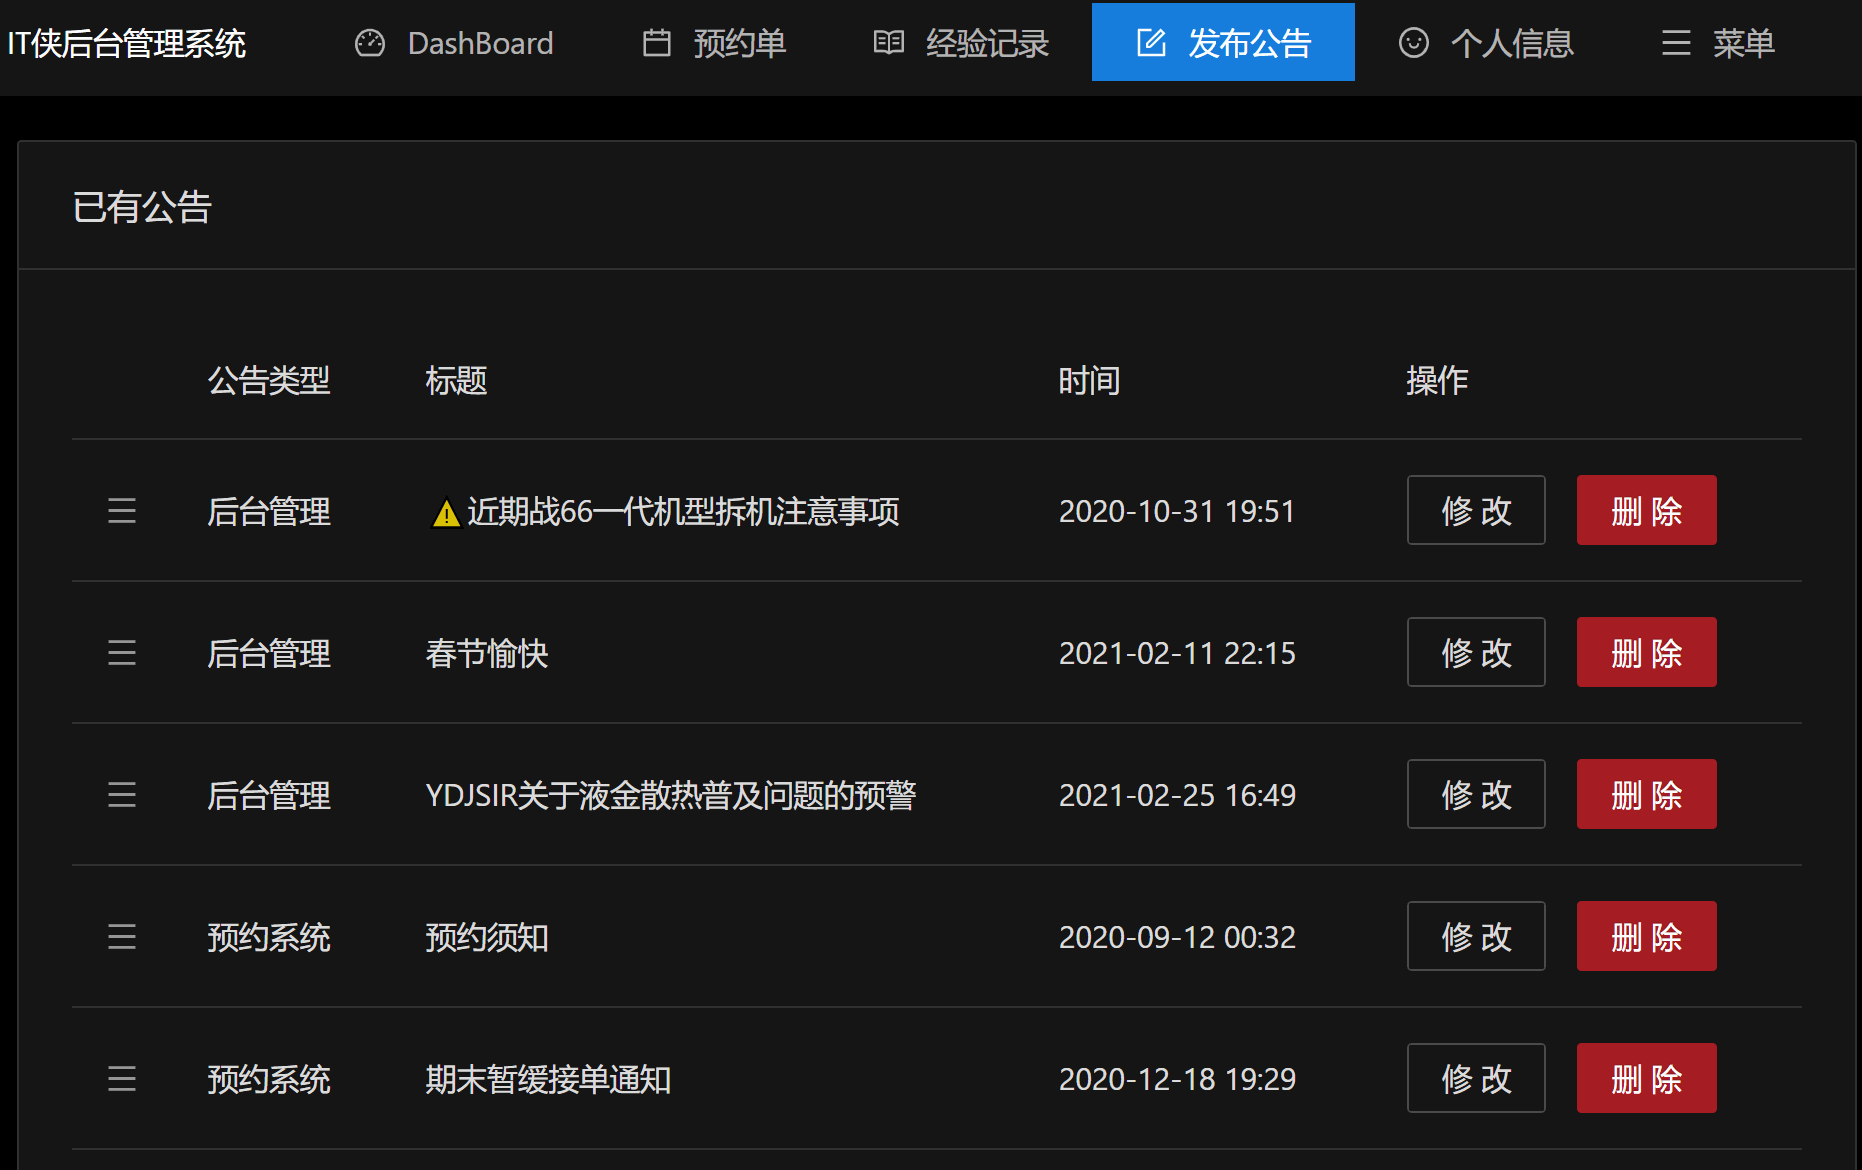 IT侠后台管理系统 DashBoard 预约单 经验记录 发布公告 个人信息 菜单
已有公告
公告类型 标题 时间 操作
后台管理 ⚠近期战66一代机型拆机注意事项 2020-10-31 19:51 修改 删除
后台管理 春节愉快 2021-02-11 22:15 修改 删除
后台管理 YDJSIR关于液金散热普及问题的预警 2021-02-25 16:49 修改 删除
预约系统 预约须知 2020-09-12 00:32 修改 删除
预约系统 期末暂缓接单通知 2020-12-18 19:29 修改 删除